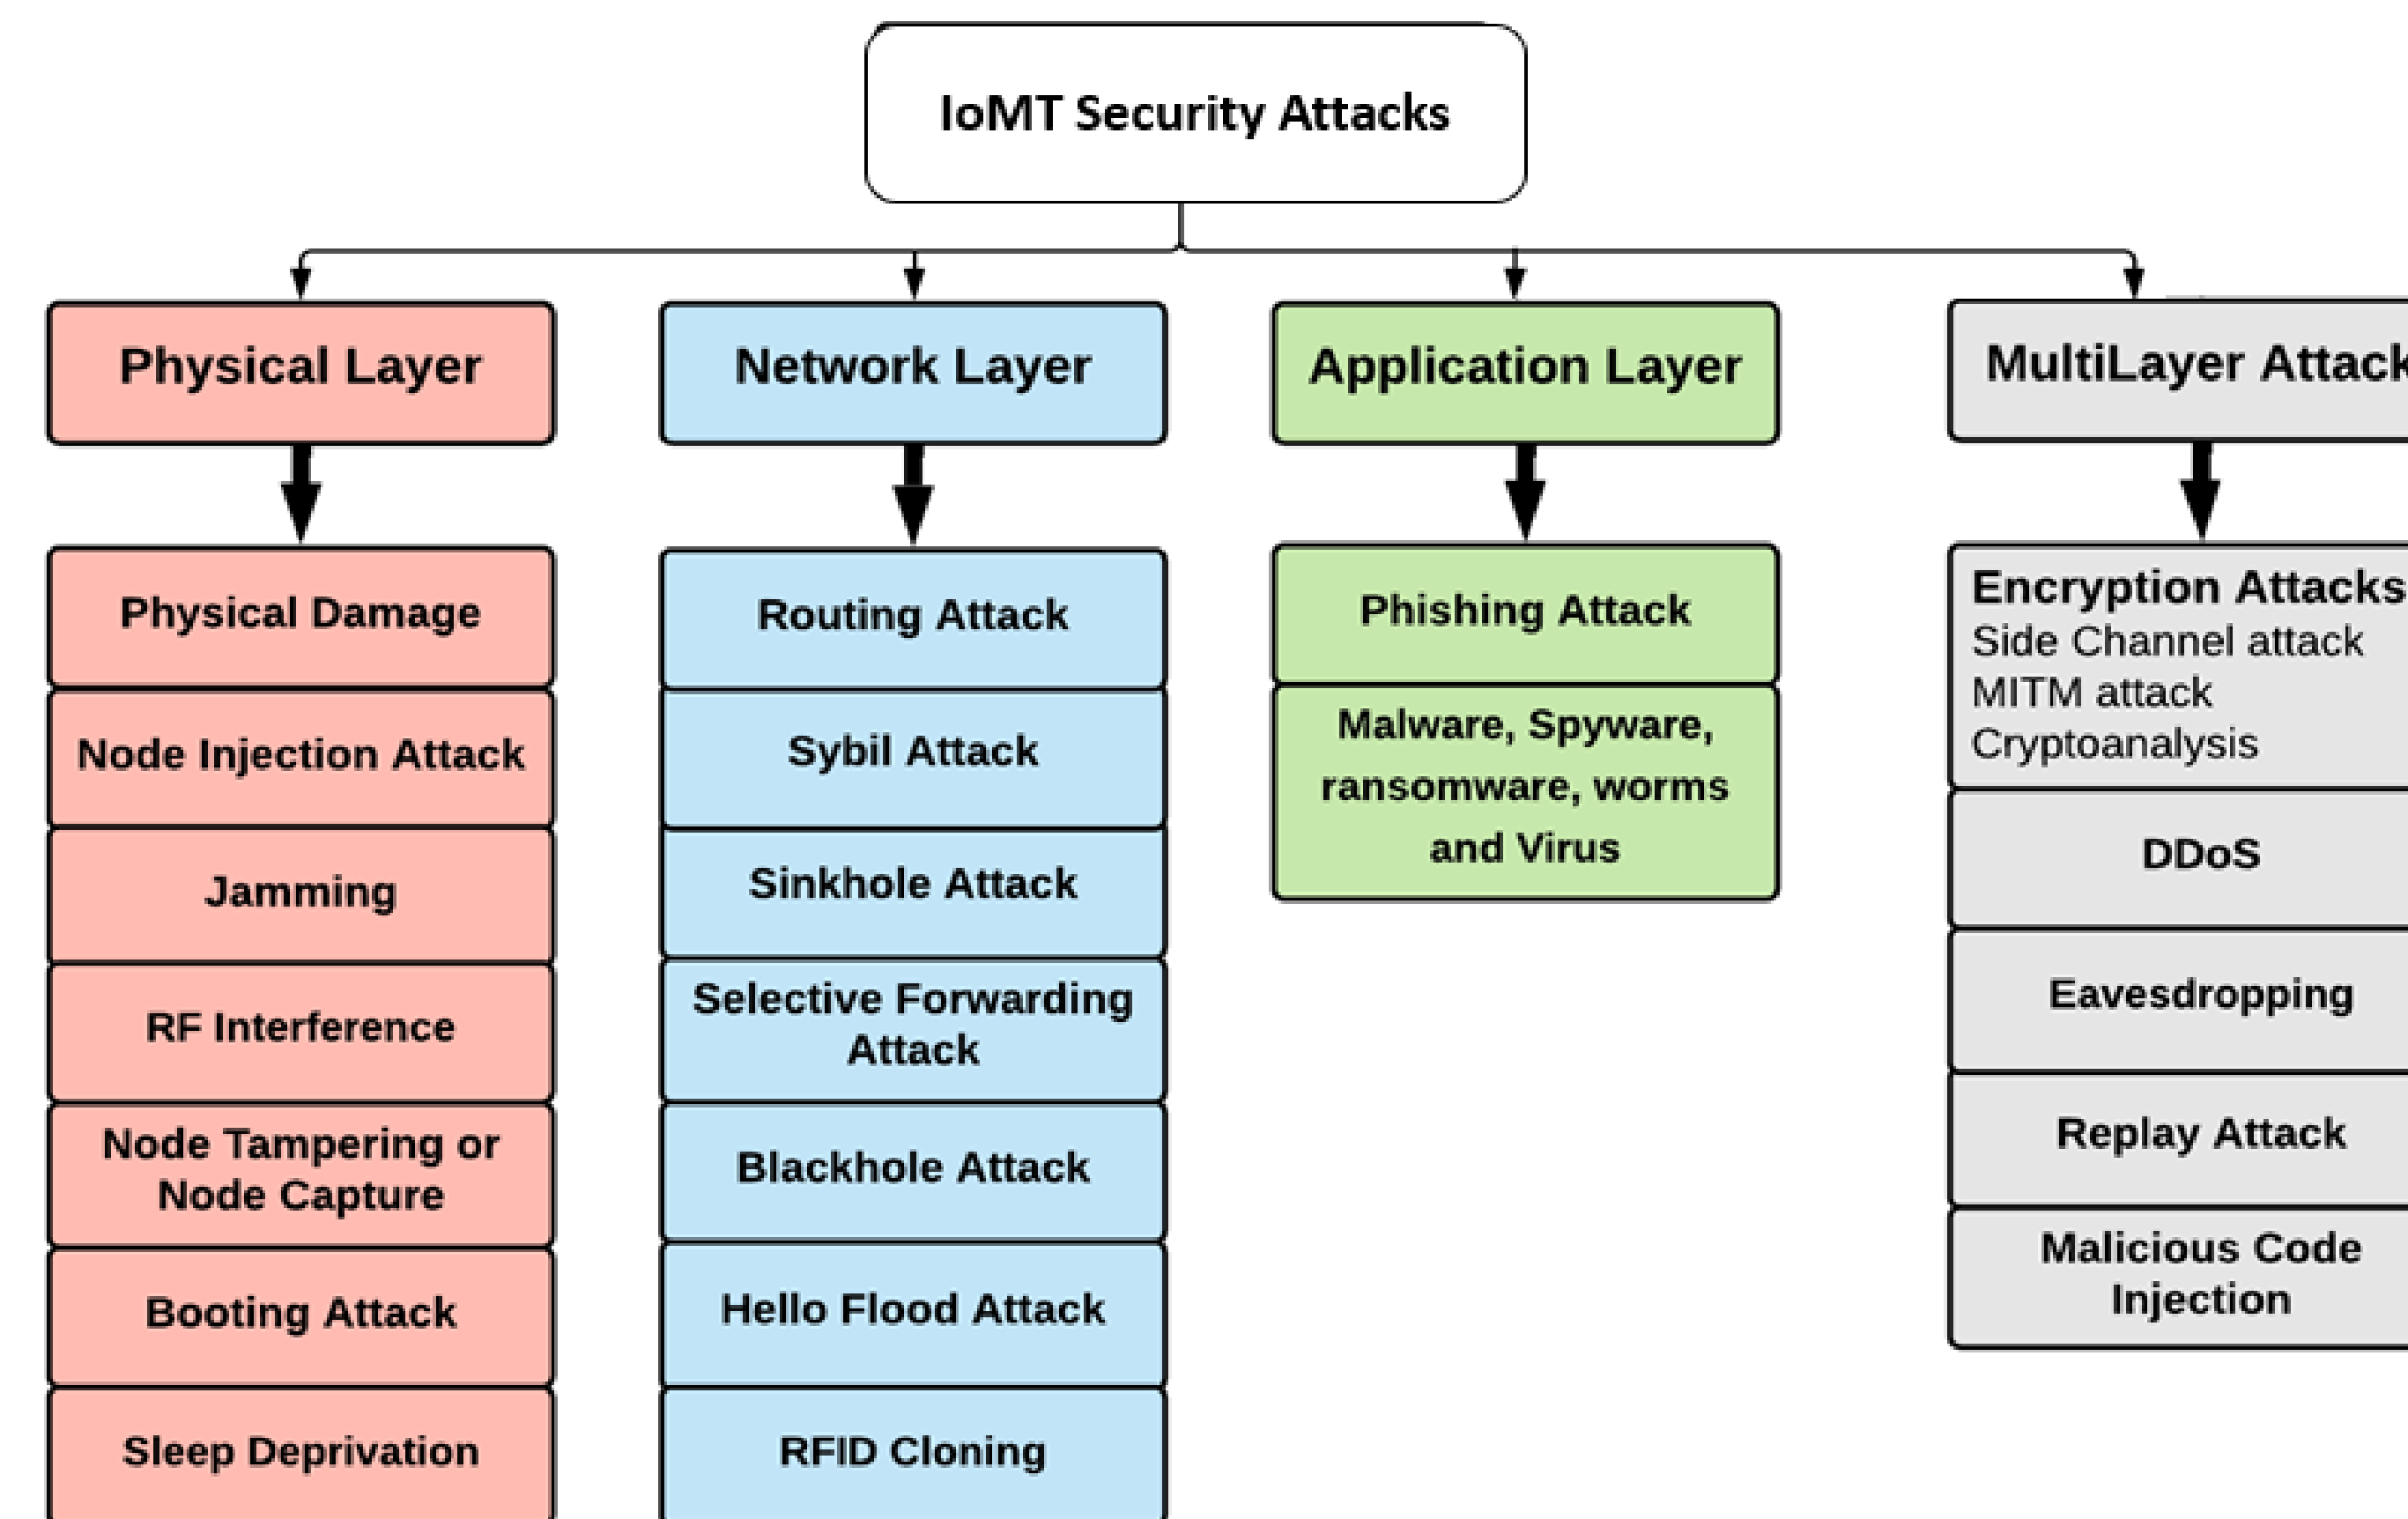 IoMT Security Attacks
Physical Layer
Physical Damage
Node Injection Attack
Jamming
RF Interference
Node Tampering or
Node Capture
Booting Attack
Sleep Deprivation
Network Layer
Routing Attack
Sybil Attack
Sinkhole Attack
Selective Forwarding
Attack
Blackhole Attack
Hello Flood Attack
RFID Cloning
Application Layer
Phishing Attack
Malware, Spyware,
ransomware, worms
and Virus
MultiLayer Attack
Encryption Attacks
Side Channel attack
MITM attack
Cryptoanalysis
DDoS
Eavesdropping
Replay Attack
Malicious Code
Injection